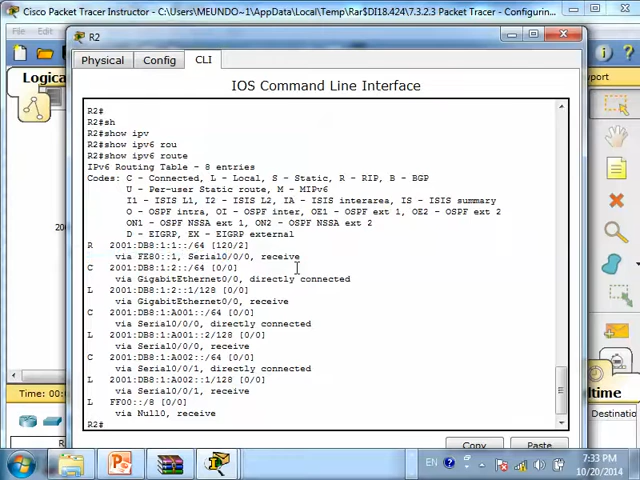 Cisco Packet Tracer Instructor - C:\Users\MEUNDO~1\AppData\Local\Temp\Rar$DI18.424\7.3.2.3 Packet Tracer - Configurin...
File
R2
Physical
Config
CLI
Logical
IOS Command Line Interface
R2#
R2#sh
R2#show ipv
R2#show ipv6 rou
R2#show ipv6 route
IPv6 Routing Table - 8 entries
Codes: C - Connected, L - Local, S - Static, R - RIP, B - BGP
U - Per-user Static route, M - MIPv6
I1 - ISIS L1, I2 - ISIS L2, IA - ISIS interarea, IS - ISIS summary
O - OSPF intra, OI - OSPF inter, OE1 - OSPF ext 1, OE2 - OSPF ext 2
ON1 - OSPF NSSA ext 1, ON2 - OSPF NSSA ext 2
D - EIGRP, EX - EIGRP external
R 2001:DB8:1:1::/64 [120/2]
via FE80::1, Serial0/0/0, receive
C 2001:DB8:1:2::/64 [0/0]
via GigabitEthernet0/0, directly connected
L 2001:DB8:1:2::1/128 [0/0]
via GigabitEthernet0/0, receive
C 2001:DB8:1:A001::/64 [0/0]
via Serial0/0/0, directly connected
L 2001:DB8:1:A001::2/128 [0/0]
via Serial0/0/0, receive
C 2001:DB8:1:A002::/64 [0/0]
via Serial0/0/1, directly connected
L 2001:DB8:1:A002::1/128 [0/0]
via Serial0/0/1, receive
L FF00::/8 [0/0]
via Null0, receive
R2#
Copy
Paste
Time: 00:
Destinatio
EN
7:33 PM
10/20/2014